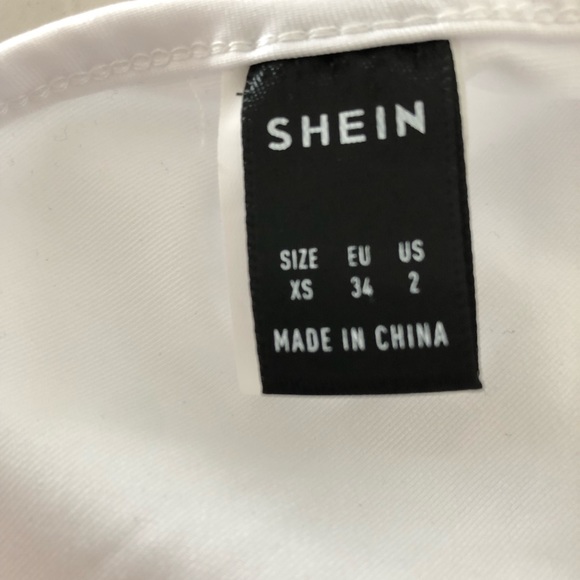 SHEIN
SIZE EU US
XS 34 2
MADE IN CHINA